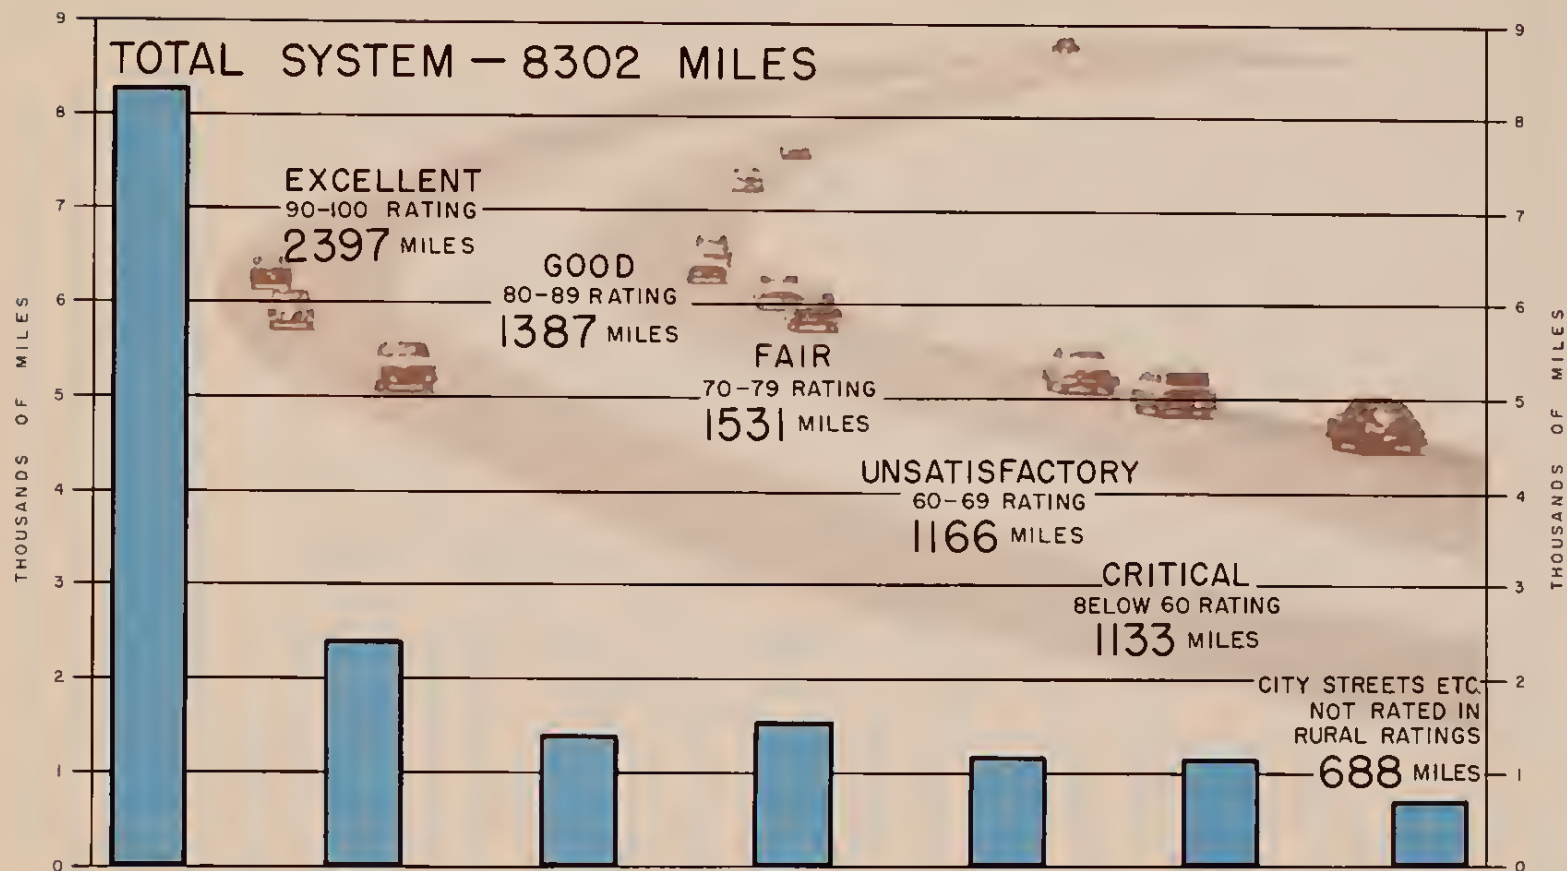 TOTAL SYSTEM — 8302 MILES
EXCELLENT
90-100 RATING
2397 MILES
GOOD
80-89 RATING
1387 MILES
FAIR
70-79 RATING
1531 MILES
UNSATISFACTORY
60-69 RATING
1166 MILES
CRITICAL
BELOW 60 RATING
1133 MILES
CITY STREETS ETC.
NOT RATED IN
RURAL RATINGS
688 MILES
THOUSANDS OF MILES
9
8
7
6
5
4
3
2
1
0
THOUSANDS OF MILES
9
8
7
6
5
4
3
2
1
0